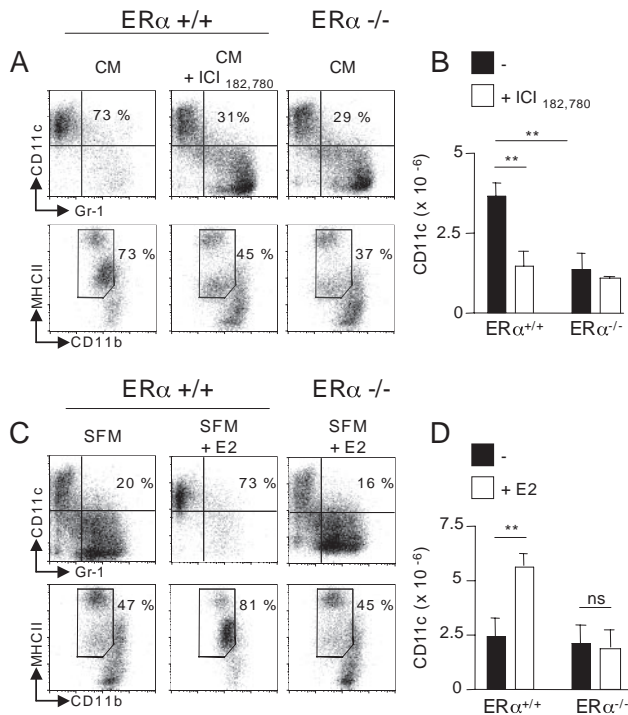 ERα +/+ ERα -/-
A
CM CM + ICI 182,780 CM
73 % 31% 29 %
CD11c
Gr-1
73 % 45 % 37 %
MHCII
CD11b
B
-
+ ICI 182,780
CD11c (x 10 -6)
5
2.5
0
**
**
ERα+/+ ERα-/-
ERα +/+ ERα -/-
C
SFM SFM + E2 SFM + E2
20 % 73 % 16 %
CD11c
Gr-1
47 % 81 % 45 %
MHCII
CD11b
D
-
+ E2
CD11c (x 10 -6)
7.5
5
2.5
0
**
ns
ERα+/+ ERα-/-